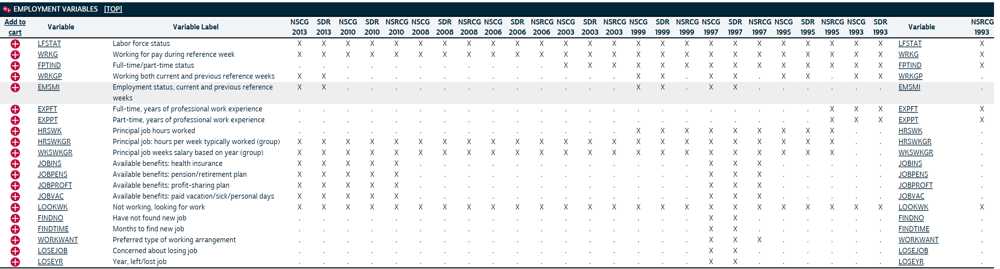 EMPLOYMENT VARIABLES [TOP]
Add to cart Variable Variable Label NSCG SDR NSCG SDR NSRCG NSCG SDR NSRCG NSCG SDR NSRCG NSCG SDR NSRCG NSCG SDR NSRCG NSCG SDR NSRCG NSCG SDR NSRCG NSCG SDR Variable NSRCG
2013 2013 2010 2010 2010 2008 2008 2008 2006 2006 2006 2003 2003 2003 1999 1999 1999 1997 1997 1997 1995 1995 1995 1993 1993 1993
LFSTAT Labor force status X X X X X X X X X X X X X X X X X X X X X X X X X LFSTAT X
WRKG Working for pay during reference week X X X X X X X X X X X X X X X X X X X X X X X X X WRKG X
FPTIND Full-time/part-time status . . . . . . . . . . . X X X X X X X X X X X X X X FPTIND X
WRKGP Working both current and previous reference weeks X X . . . . . . . . . . . . X X . X X . X X . X X WRKGP .
EMSMI Employment status, current and previous reference X X . . . . . . . . . . . . X X . X X . . . . . . EMSMI .
weeks
EXPFT Full-time, years of professional work experience . . . . . . . . . . . . . . . . . . . . . . X X X EXPFT X
EXPPT Part-time, years of professional work experience . . . . . . . . . . . . . . . . . . . . . . X X X EXPPT X
HRSWK Principal job hours worked . . . . . . . . . . . . . . X X X X X X X X X . . HRSWK .
HRSWKGR Principal job: hours per week typically worked (group) X X X X X X X X X X X X X X X X X X X X X X X . . HRSWKGR .
WKSWKGR Principal job weeks salary based on year (group) X X X X X X X X X X X X X X X X X X X X X X X . . WKSWKGR .
JOBINS Available benefits: health insurance X X X X X . . . . . . . . . . . . X X X . . . . . JOBINS .
JOBPENS Available benefits: pension/retirement plan X X X X X . . . . . . . . . . . . X X X . . . . . JOBPENS .
JOBPROFT Available benefits: profit-sharing plan X X X X X . . . . . . . . . . . . X X X . . . . . JOBPROFT .
JOBVAC Available benefits: paid vacation/sick/personal days X X X X X . . . . . . . . . . . . X X X . . . . . JOBVAC .
LOOKWK Not working, looking for work X X X X X X X X X X X X X X X X X X X X X X X X X LOOKWK X
FINDNO Have not found new job . . . . . . . . . . . . . . . . . X X . . . . . . FINDNO .
FINDTIME Months to find new job . . . . . . . . . . . . . . . . . X X . . . . . . FINDTIME .
WORKWANT Preferred type of working arrangement . . . . . . . . . . . . . . . . . X X X . . . . . WORKWANT .
LOSEJOB Concerned about losing job . . . . . . . . . . . . . . . . . X X . . . . . . LOSEJOB .
LOSEYR Year, left/lost job . . . . . . . . . . . . . . . . . X X . . . . . . LOSEYR .